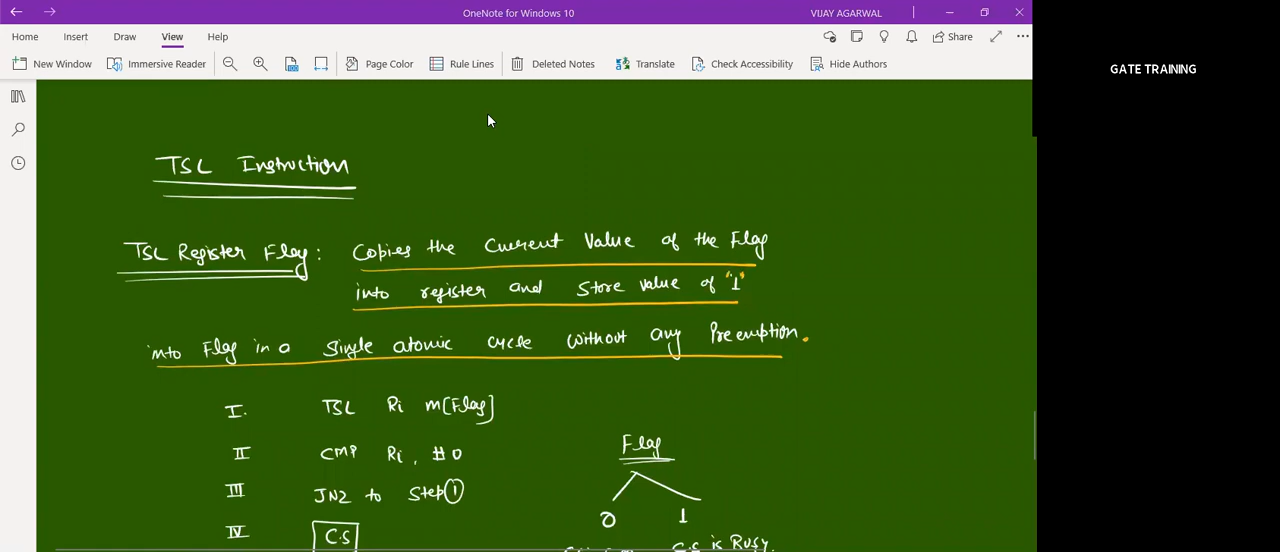 OneNote for Windows 10
VIJAY AGARWAL
Home Insert Draw View Help
Share
New Window Immersive Reader Page Color Rule Lines Deleted Notes Translate Check Accessibility Hide Authors
GATE TRAINING
TSL Instruction
TSL Register Flag : Copies the Current Value of the Flag
into register and Store value of "1"
into Flag in a Single atomic cycle without any Preemption.
I. TSL Ri m[Flag]
II CMP Ri, #0
III JNZ to Step 1
IV C.S
Flag
0 1
C.S is Busy.